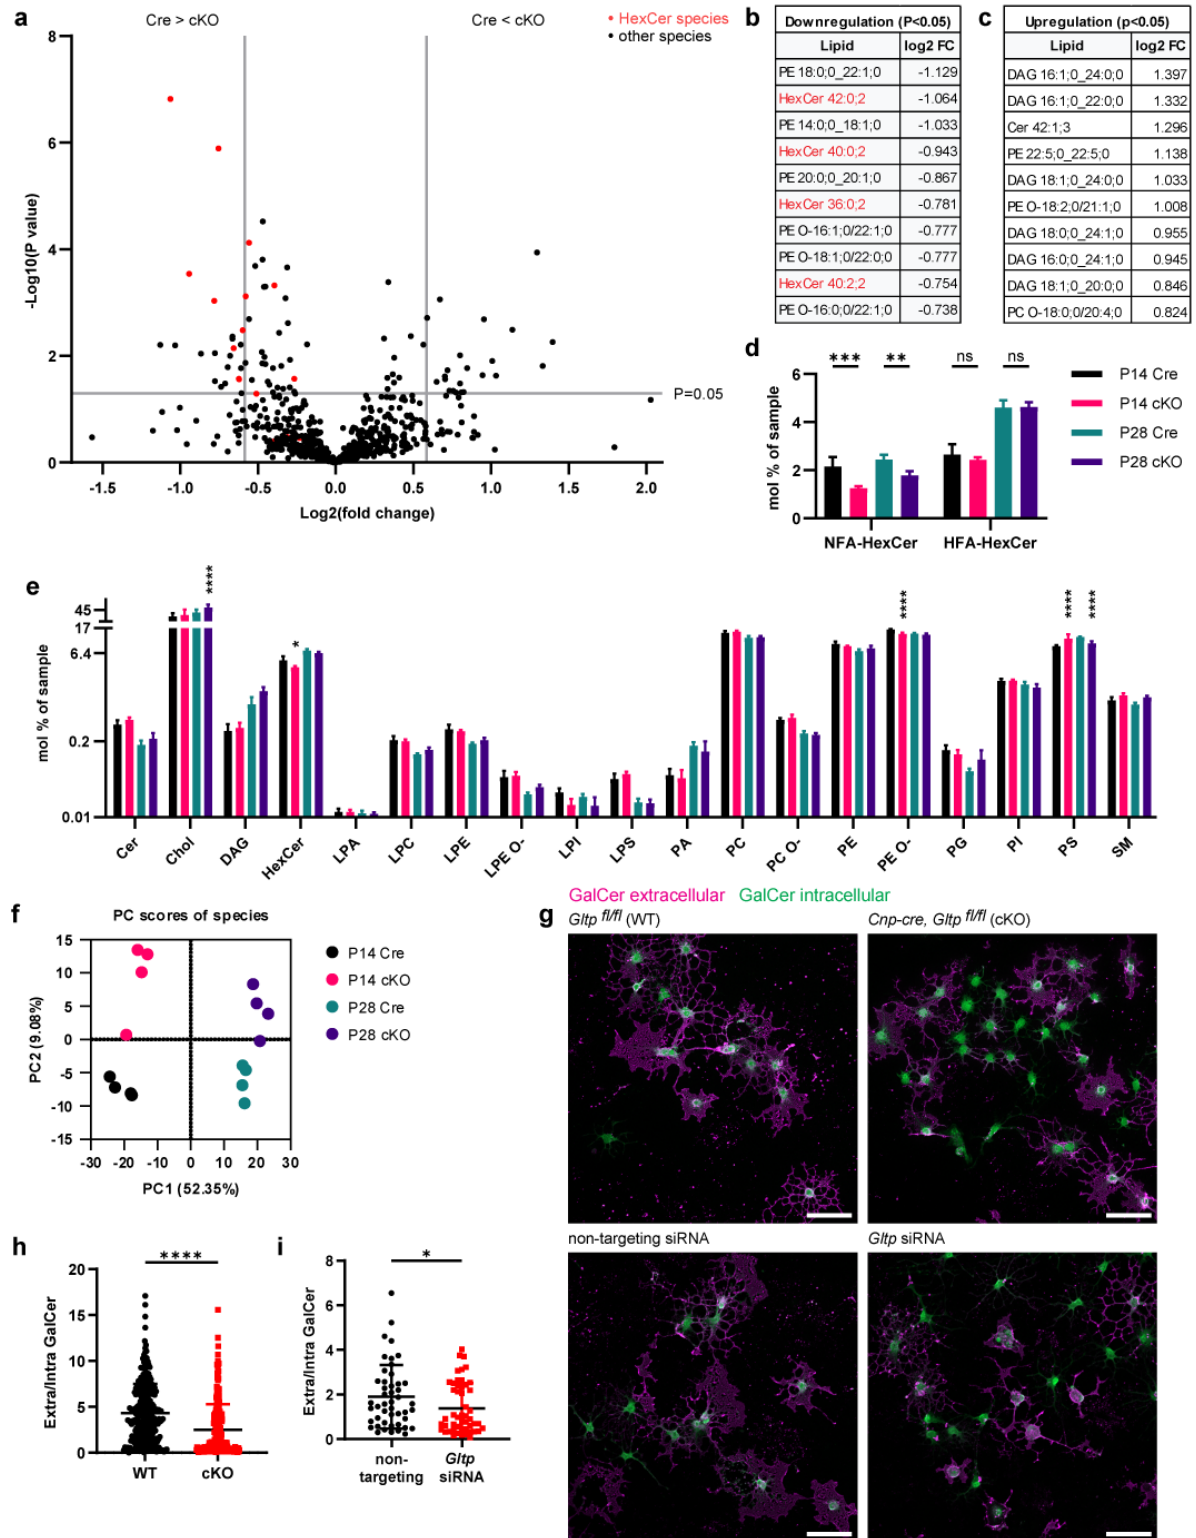 a
Cre > cKO
Cre < cKO
• HexCer species
• other species
8
6
4
2
0
-Log10(P value)
P=0.05
-1.5 -1.0 -0.5 0.0 0.5 1.0 1.5 2.0
Log2(fold change)
b
Downregulation (P<0.05)
Lipid log2 FC
PE 18:0;0_22:1;0 -1.129
HexCer 42:0;2 -1.064
PE 14:0;0_18:1;0 -1.033
HexCer 40:0;2 -0.943
PE 20:0;0_20:1;0 -0.867
HexCer 36:0;2 -0.781
PE O-16:1;0/22:1;0 -0.777
PE O-18:1;0/22:0;0 -0.777
HexCer 40:2;2 -0.754
PE O-16:0;0/22:1;0 -0.738
c
Upregulation (p<0.05)
Lipid log2 FC
DAG 16:1;0_24:0;0 1.397
DAG 16:1;0_22:0;0 1.332
Cer 42:1;3 1.296
PE 22:5;0_22:5;0 1.138
DAG 18:1;0_24:0;0 1.033
PE O-18:2;0/21:1;0 1.008
DAG 18:0;0_24:1;0 0.955
DAG 16:0;0_24:1;0 0.945
DAG 18:1;0_20:0;0 0.846
PC O-18:0;0/20:4;0 0.824
d
*** ** ns ns
6
4
2
0
mol % of sample
NFA-HexCer HFA-HexCer
P14 Cre
P14 cKO
P28 Cre
P28 cKO
e
45
17
6.4
0.2
0.01
mol % of sample
****
*
****
****
****
Cer Chol DAG HexCer LPA LPC LPE LPE O- LPI LPS PA PC PC O- PE PE O- PG PI PS SM
f
PC scores of species
15
10
5
0
-5
-10
-15
PC2 (9.08%)
-30 -20 -10 0 10 20 30
PC1 (52.35%)
P14 Cre
P14 cKO
P28 Cre
P28 cKO
g
GalCer extracellular GalCer intracellular
Gltp fl/fl (WT)
Cnp-cre, Gltp fl/fl (cKO)
non-targeting siRNA
Gltp siRNA
h
****
20
15
10
5
0
Extra/Intra GalCer
WT cKO
i
*
8
6
4
2
0
Extra/Intra GalCer
non-
targeting
Gltp
siRNA